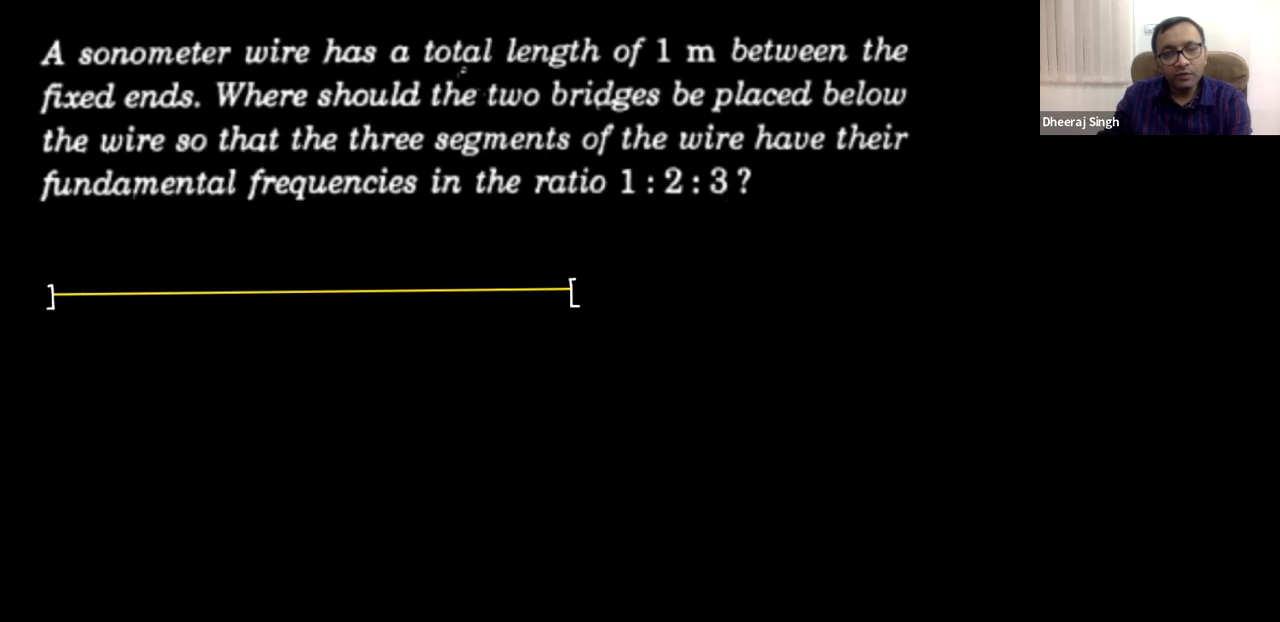 A sonometer wire has a total length of 1 m between the
fixed ends. Where should the two bridges be placed below
the wire so that the three segments of the wire have their
fundamental frequencies in the ratio 1 : 2 : 3 ?
Dheeraj Singh